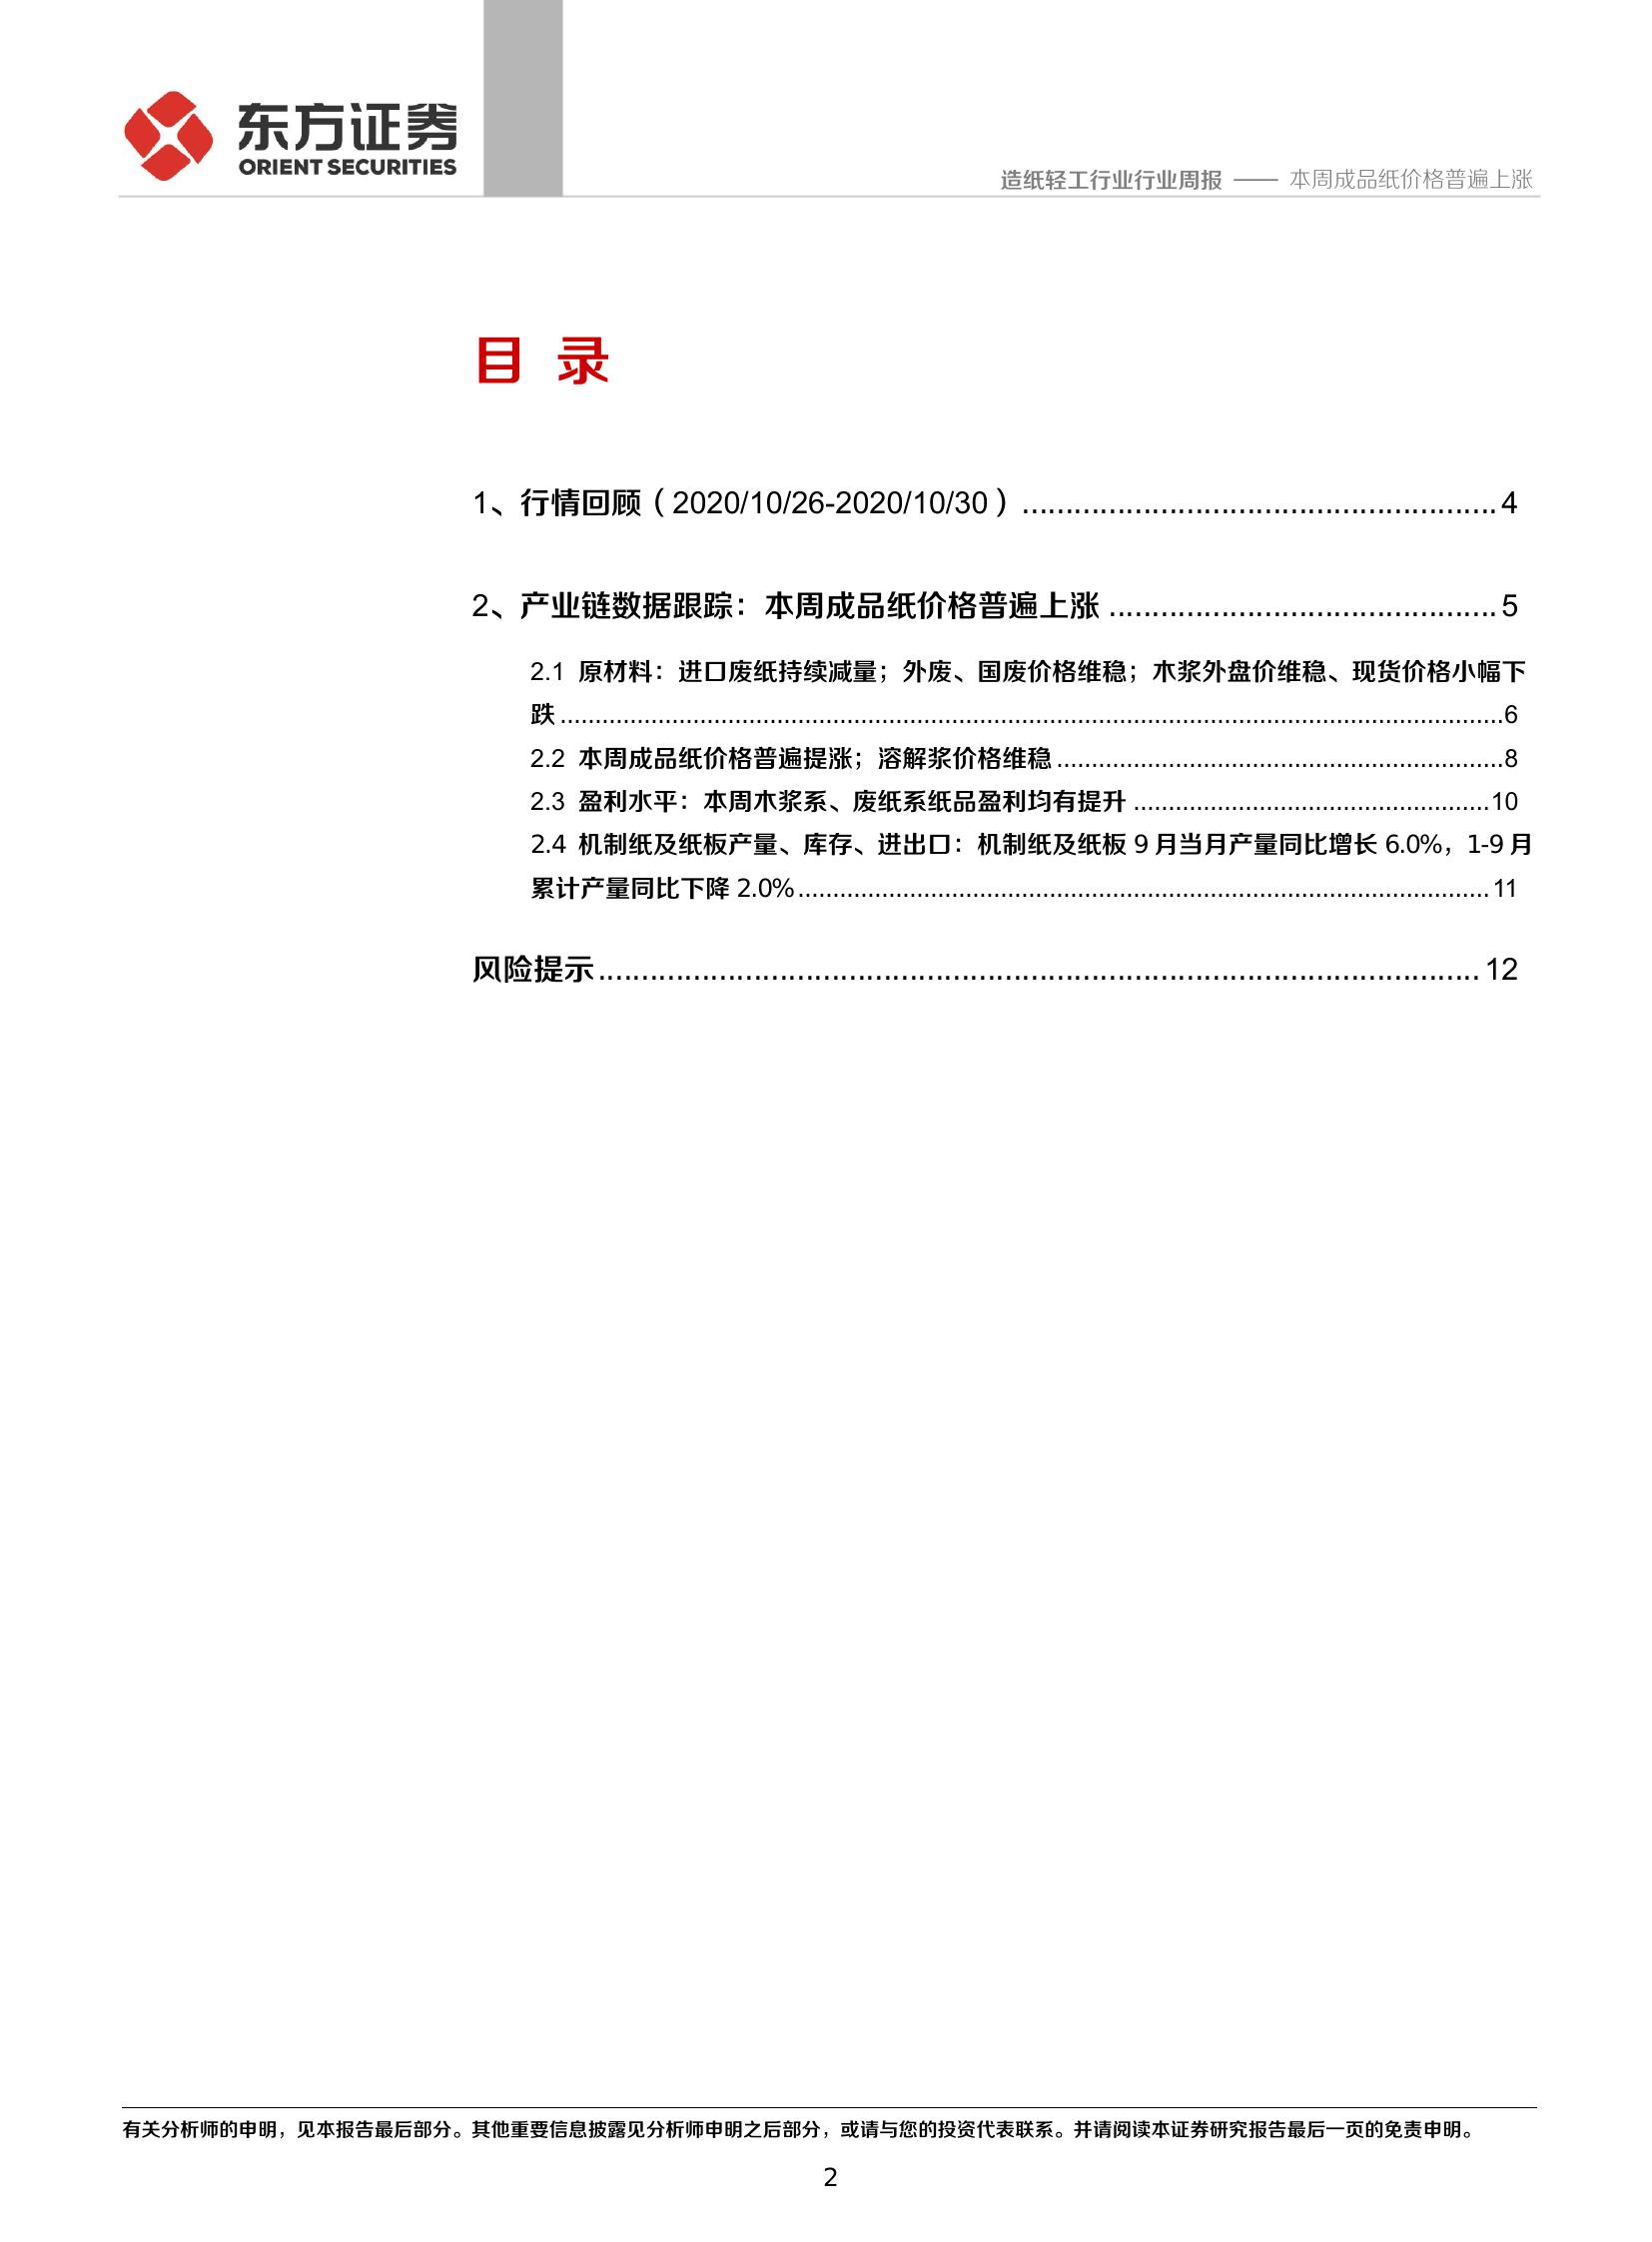 东方证券
ORIENT SECURITIES
造纸轻工行业行业周报 —— 本周成品纸价格普遍上涨
目 录
1、行情回顾（2020/10/26-2020/10/30）......................................................4
2、产业链数据跟踪：本周成品纸价格普遍上涨.............................................5
2.1 原材料：进口废纸持续减量；外废、国废价格维稳；木浆外盘价维稳、现货价格小幅下
跌.......................................................................................................................................6
2.2 本周成品纸价格普遍提涨；溶解浆价格维稳................................................................8
2.3 盈利水平：本周木浆系、废纸系纸品盈利均有提升...................................................10
2.4 机制纸及纸板产量、库存、进出口：机制纸及纸板 9 月当月产量同比增长 6.0%，1-9 月
累计产量同比下降 2.0%...................................................................................................11
风险提示.....................................................................................................12
有关分析师的申明，见本报告最后部分。其他重要信息披露见分析师申明之后部分，或请与您的投资代表联系。并请阅读本证券研究报告最后一页的免责申明。
2